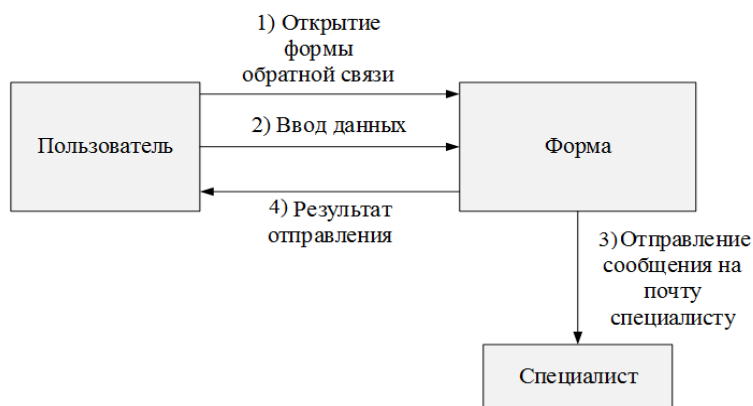 1) Открытие
формы
обратной связи
Пользователь
2) Ввод данных
Форма
4) Результат
отправления
3) Отправление
сообщения на
почту
специалисту
Специалист